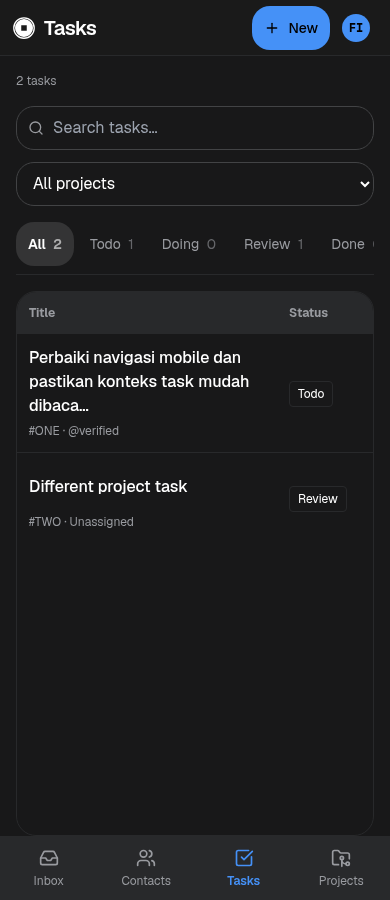 Tasks
New
FI
2 tasks
Search tasks...
All projects
All 2
Todo 1
Doing 0
Review 1
Done
Title
Status
Perbaiki navigasi mobile dan
pastikan konteks task mudah
dibaca...
Todo
#ONE · @verified
Different project task
Review
#TWO · Unassigned
Inbox
Contacts
Tasks
Projects